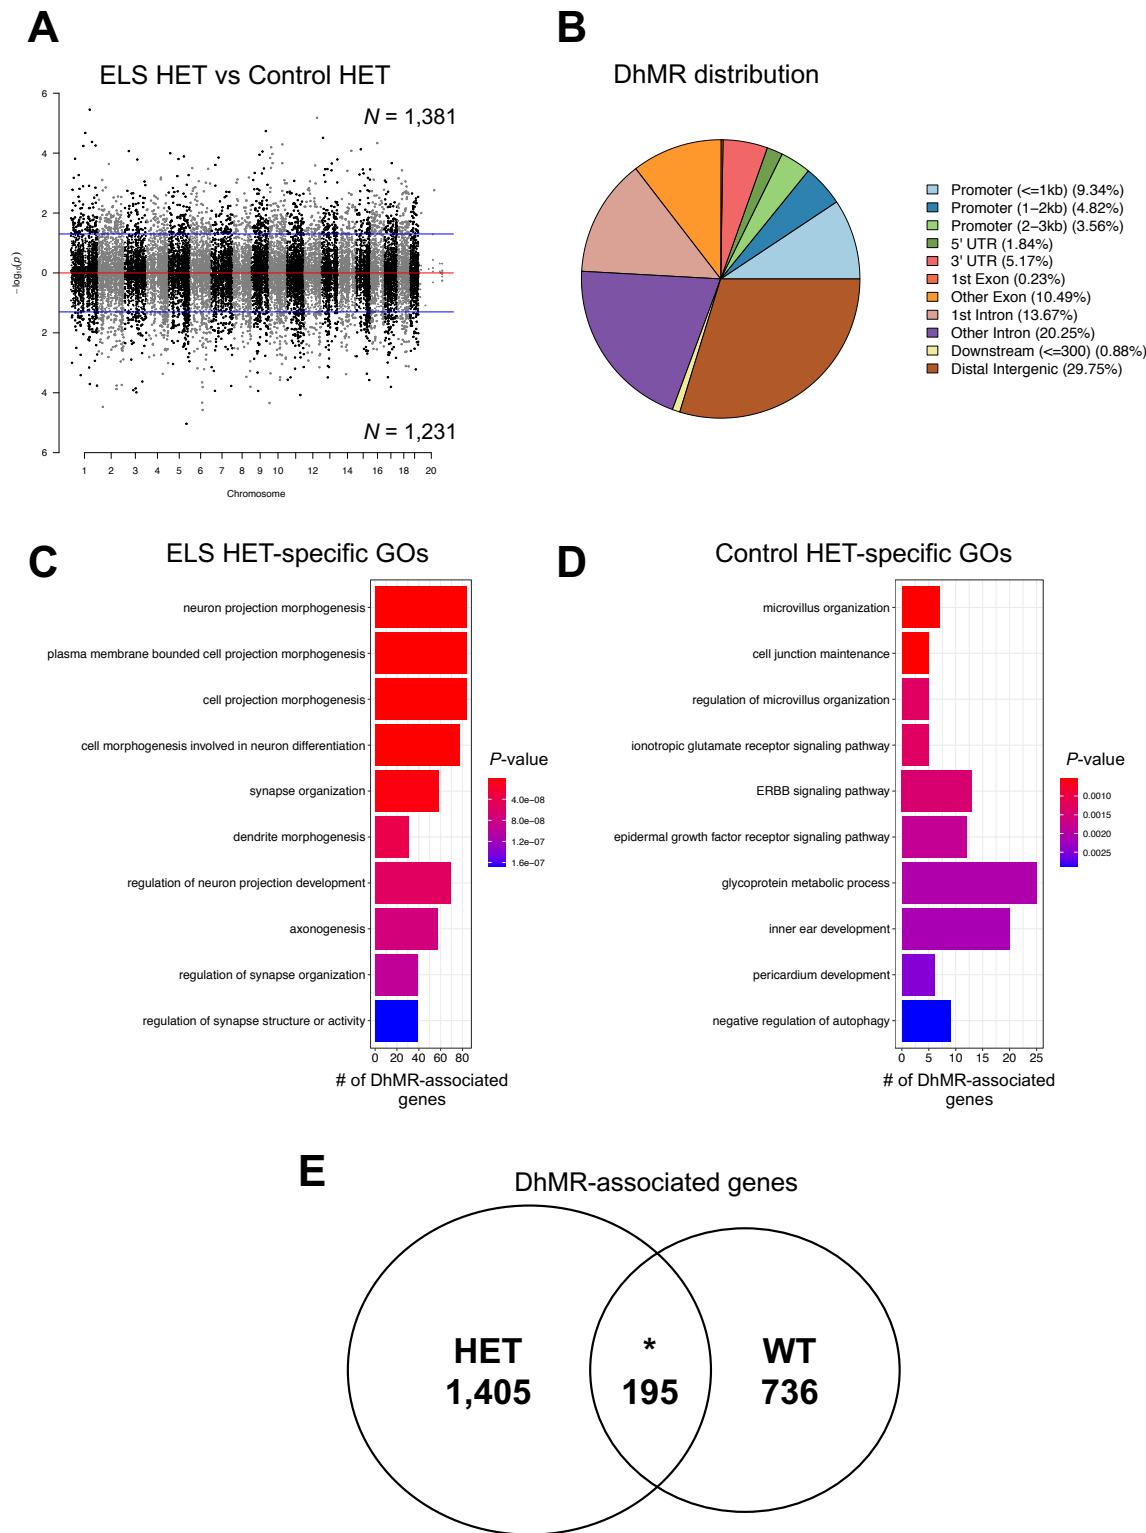 A
ELS HET vs Control HET
N = 1,381
6
4
2
0
2
4
6
−log10(p)
N = 1,231
1 2 3 4 5 6 7 8 9 10 12 14 16 18 20
Chromosome
B
DhMR distribution
Promoter (<=1kb) (9.34%)
Promoter (1−2kb) (4.82%)
Promoter (2−3kb) (3.56%)
5' UTR (1.84%)
3' UTR (5.17%)
1st Exon (0.23%)
Other Exon (10.49%)
1st Intron (13.67%)
Other Intron (20.25%)
Downstream (<=300) (0.88%)
Distal Intergenic (29.75%)
C
ELS HET-specific GOs
neuron projection morphogenesis
plasma membrane bounded cell projection morphogenesis
cell projection morphogenesis
cell morphogenesis involved in neuron differentiation
synapse organization
dendrite morphogenesis
regulation of neuron projection development
axonogenesis
regulation of synapse organization
regulation of synapse structure or activity
0 20 40 60 80
# of DhMR-associated
genes
P-value
4.0e−08
8.0e−08
1.2e−07
1.6e−07
D
Control HET-specific GOs
microvillus organization
cell junction maintenance
regulation of microvillus organization
ionotropic glutamate receptor signaling pathway
ERBB signaling pathway
epidermal growth factor receptor signaling pathway
glycoprotein metabolic process
inner ear development
pericardium development
negative regulation of autophagy
0 5 10 15 20 25
# of DhMR-associated
genes
P-value
0.0010
0.0015
0.0020
0.0025
E
DhMR-associated genes
HET * WT
1,405 195 736